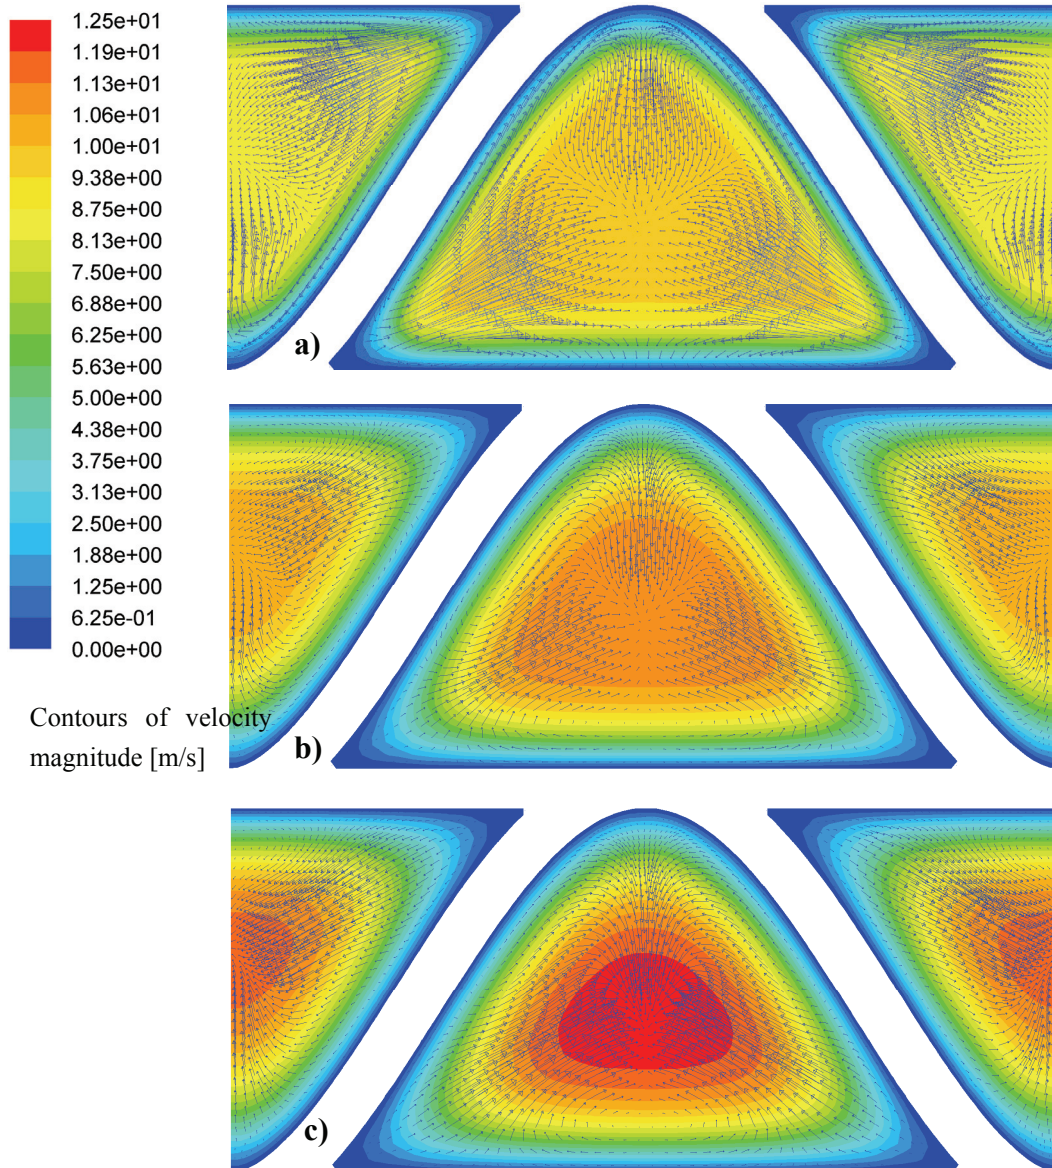 1.25e+01
1.19e+01
1.13e+01
1.06e+01
1.00e+01
9.38e+00
8.75e+00
8.13e+00
7.50e+00
6.88e+00
6.25e+00
5.63e+00
5.00e+00
4.38e+00
3.75e+00
3.13e+00
2.50e+00
1.88e+00
1.25e+00
6.25e-01
0.00e+00
Contours of velocity
magnitude [m/s]
a)
b)
c)